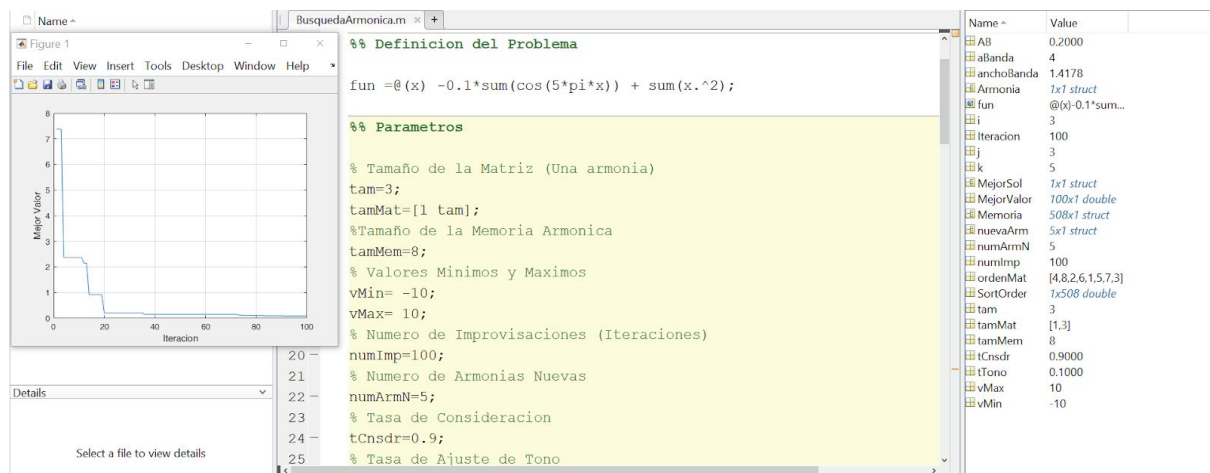 Name
Figure 1
File Edit View Insert Tools Desktop Window Help
8
7
6
5
4
3
2
1
0
Mejor Valor
0 20 40 60 80 100
Iteracion
Details
Select a file to view details
BusquedaArmonica.m × +
%% Definicion del Problema
fun =@(x) -0.1*sum(cos(5*pi*x)) + sum(x.^2);
%% Parametros
% Tamaño de la Matriz (Una armonia)
tam=3;
tamMat=[1 tam];
%Tamaño de la Memoria Armonica
tamMem=8;
% Valores Minimos y Maximos
vMin= -10;
vMax= 10;
% Numero de Improvisaciones (Iteraciones)
20 – numImp=100;
21 % Numero de Armonias Nuevas
22 – numArmN=5;
23 % Tasa de Consideracion
24 – tCnsdr=0.9;
25 % Tasa de Ajuste de Tono
Name Value
AB 0.2000
aBanda 4
anchoBanda 1.4178
Armonia 1x1 struct
fun @(x)-0.1*sum...
i 3
Iteracion 100
j 3
k 5
MejorSol 1x1 struct
MejorValor 100x1 double
Memoria 508x1 struct
nuevaArm 5x1 struct
numArmN 5
numImp 100
ordenMat [4,8,2,6,1,5,7,3]
SortOrder 1x508 double
tam 3
tamMat [1,3]
tamMem 8
tCnsdr 0.9000
tTono 0.1000
vMax 10
vMin -10